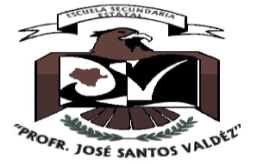 ESCUELA SECUNDARIA
ESTATAL
"PROFR. JOSÉ SANTOS VALDÉZ"